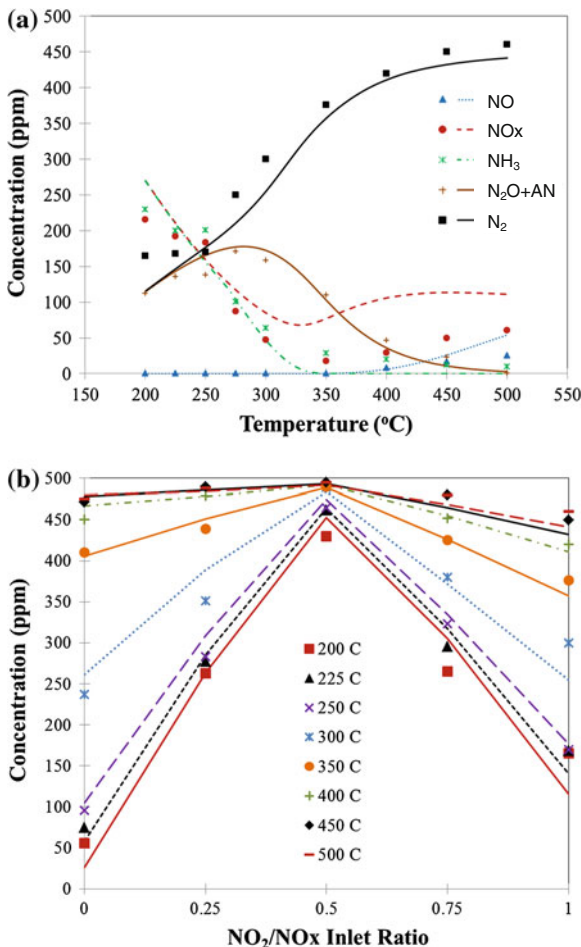 (a)
500
450
400
350
300
250
200
150
100
50
0
Concentration (ppm)
NO
NOx
NH₃
N₂O+AN
N₂
150 200 250 300 350 400 450 500 550
Temperature (ᵒC)
(b)
500
450
400
350
300
250
200
150
100
50
0
Concentration (ppm)
200 C
225 C
250 C
300 C
350 C
400 C
450 C
500 C
0 0.25 0.5 0.75 1
NO₂/NOx Inlet Ratio